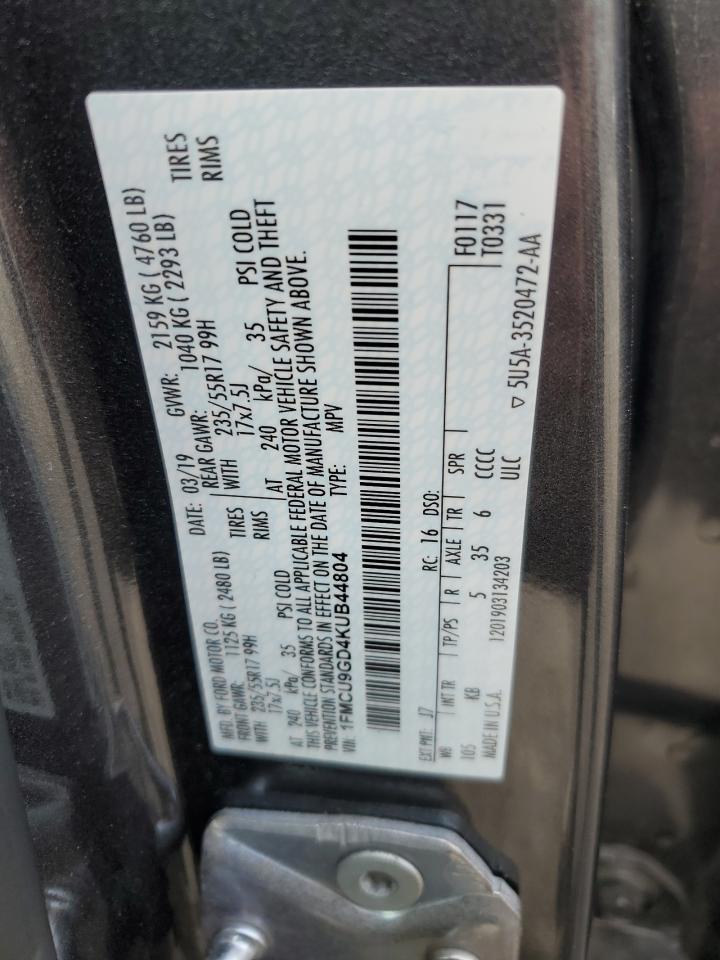 MFD. BY FORD MOTOR CO. DATE: 03/19 GVWR: 2159 KG ( 4760 LB)
FRONT GAWR: 1125 KG ( 2480 LB) REAR GAWR: 1040 KG ( 2293 LB)
WITH 235/55R17 99H TIRES WITH 235/55R17 99H TIRES
17x7.5J RIMS 17x7.5J RIMS
AT 240 kPa/ 35 PSI COLD AT 240 kPa/ 35 PSI COLD
THIS VEHICLE CONFORMS TO ALL APPLICABLE FEDERAL MOTOR VEHICLE SAFETY AND THEFT
PREVENTION STANDARDS IN EFFECT ON THE DATE OF MANUFACTURE SHOWN ABOVE.
VIN: 1FMCU9GD4KUB44804 TYPE: MPV
EXT PNT: J7 RC: 16 DSO: F0117
T0331
WB INT TR TP/PS R AXLE TR SPR
105 KB 5 35 6 CCCC
MADE IN U.S.A. 1201903134203 ULC ▽ 5U5A-3520472-AA